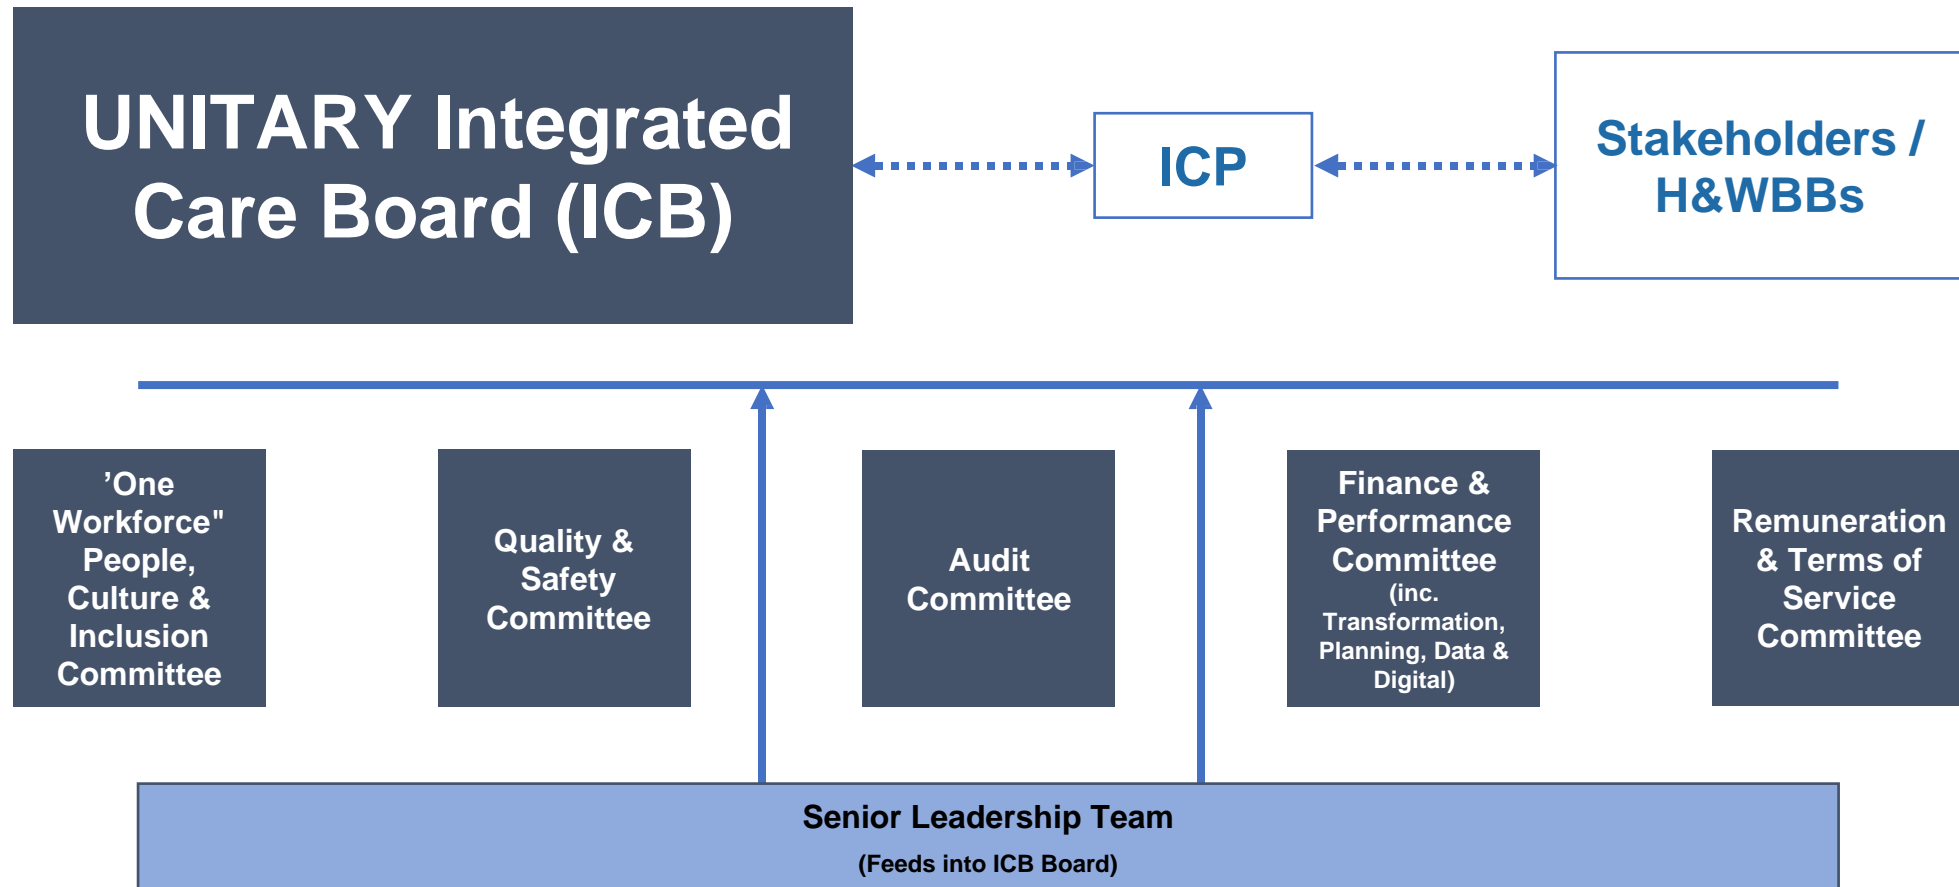 UNITARY Integrated
Care Board (ICB)
ICP
Stakeholders /
H&WBBs
’One
Workforce"
People,
Culture &
Inclusion
Committee
Quality &
Safety
Committee
Audit
Committee
Finance &
Performance
Committee
(inc.
Transformation,
Planning, Data &
Digital)
Remuneration
& Terms of
Service
Committee
Senior Leadership Team
(Feeds into ICB Board)